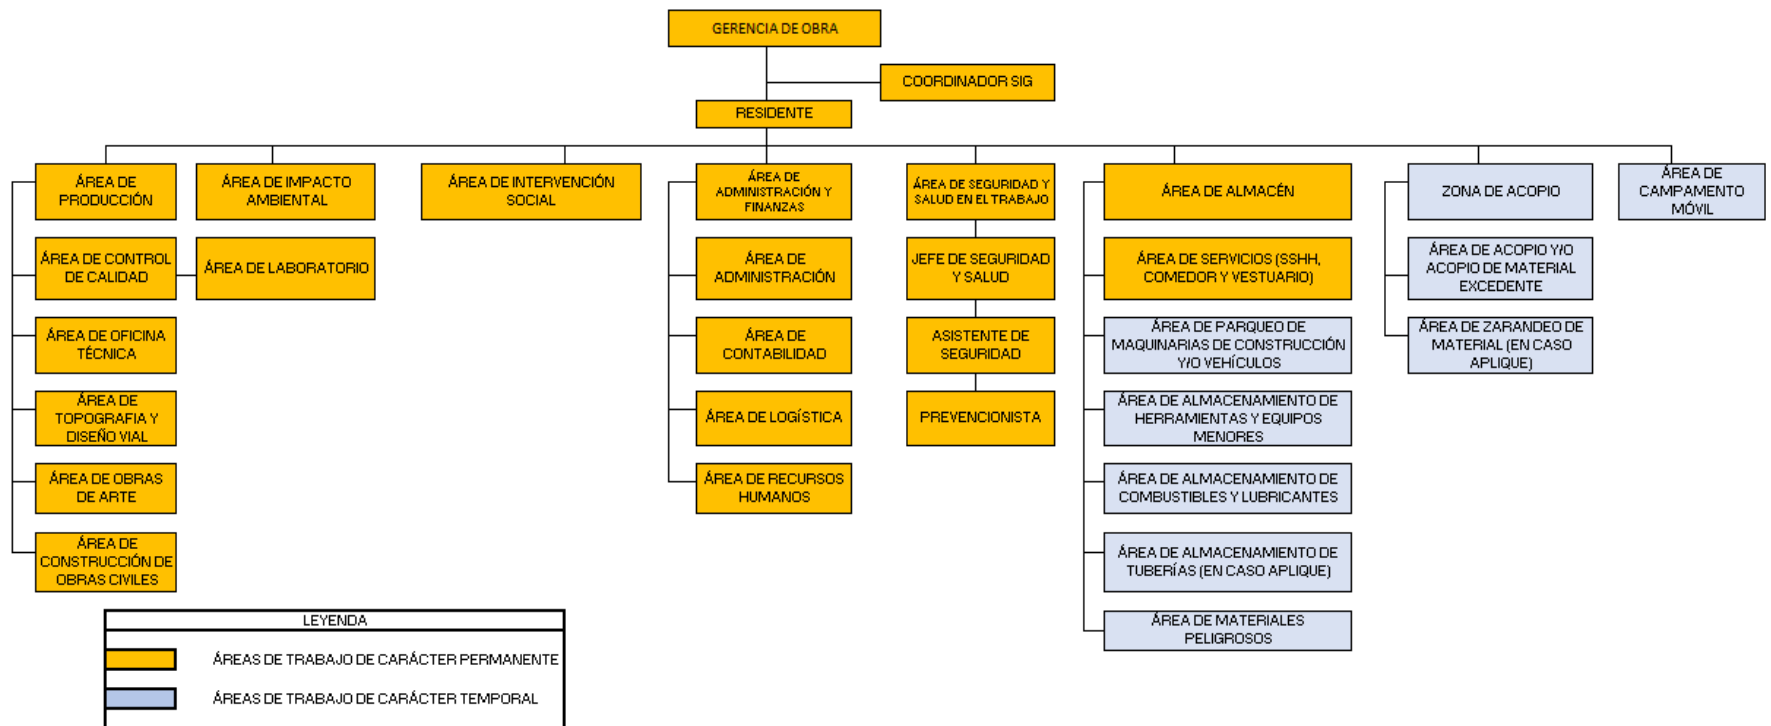 GERENCIA DE OBRA
COORDINADOR SIG
RESIDENTE
ÁREA DE
PRODUCCIÓN
ÁREA DE IMPACTO
AMBIENTAL
ÁREA DE INTERVENCIÓN
SOCIAL
ÁREA DE
ADMINISTRACIÓN Y
FINANZAS
ÁREA DE SEGURIDAD Y
SALUD EN EL TRABAJO
ÁREA DE ALMACÉN
ZONA DE ACOPIO
ÁREA DE
CAMPAMENTO
MÓVIL
ÁREA DE CONTROL
DE CALIDAD
ÁREA DE LABORATORIO
ÁREA DE
ADMINISTRACIÓN
JEFE DE SEGURIDAD
Y SALUD
ÁREA DE SERVICIOS (SSHH,
COMEDOR Y VESTUARIO)
ÁREA DE ACOPIO Y/O
ACOPIO DE MATERIAL
EXCEDENTE
ÁREA DE OFICINA
TÉCNICA
ÁREA DE
CONTABILIDAD
ASISTENTE DE
SEGURIDAD
ÁREA DE PARQUEO DE
MAQUINARIAS DE CONSTRUCCIÓN
Y/O VEHÍCULOS
ÁREA DE ZARANDEO DE
MATERIAL (EN CASO
APLIQUE)
ÁREA DE
TOPOGRAFIA Y
DISEÑO VIAL
ÁREA DE LOGÍSTICA
PREVENCIONISTA
ÁREA DE ALMACENAMIENTO DE
HERRAMIENTAS Y EQUIPOS
MENORES
ÁREA DE OBRAS
DE ARTE
ÁREA DE RECURSOS
HUMANOS
ÁREA DE ALMACENAMIENTO DE
COMBUSTIBLES Y LUBRICANTES
ÁREA DE
CONSTRUCCIÓN DE
OBRAS CIVILES
ÁREA DE ALMACENAMIENTO DE
TUBERÍAS (EN CASO APLIQUE)
ÁREA DE MATERIALES
PELIGROSOS
LEYENDA
ÁREAS DE TRABAJO DE CARÁCTER PERMANENTE
ÁREAS DE TRABAJO DE CARÁCTER TEMPORAL